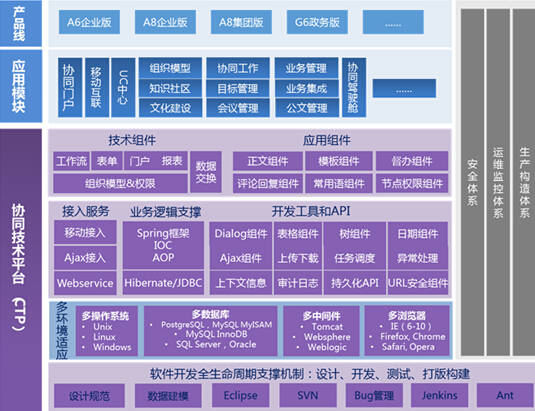 产品线
A6企业版 A8企业版 A8集团版 G6政务版 ……
应用模块
协同门户 移动互联 UC中心
组织模型 协同工作 业务管理
知识社区 目标管理 业务集成
文化建设 会议管理 公文管理
协同驾驶舱
……
协同技术平台（CTP）
技术组件
工作流 表单 门户 报表
组织模型&权限
数据交换
应用组件
正文组件 模板组件 督办组件
评论回复组件 常用语组件 节点权限组件
接入服务
移动接入
Ajax接入
Webservice
业务逻辑支撑
Spring框架
IOC
AOP
Hibernate/JDBC
开发工具和API
Dialog组件 表格组件 树组件 日期组件
Ajax组件 上传下载 任务调度 异常处理
上下文信息 审计日志 持久化API URL安全组件
多环境适应
多操作系统
• Unix
• Linux
• Windows
多数据库
• PostgreSQL，MySQL MyISAM
• MySQL InnoDB
• SQL Server，Oracle
多中间件
• Tomcat
• Websphere
• Weblogic
多浏览器
• IE（6-10）
• Firefox, Chrome
• Safari, Opera
软件开发全生命周期支撑机制：设计、开发、测试、打版构建
设计规范 数据建模 Eclipse SVN Bug管理 Jenkins Ant
安全体系
运维监控体系
生产构造体系